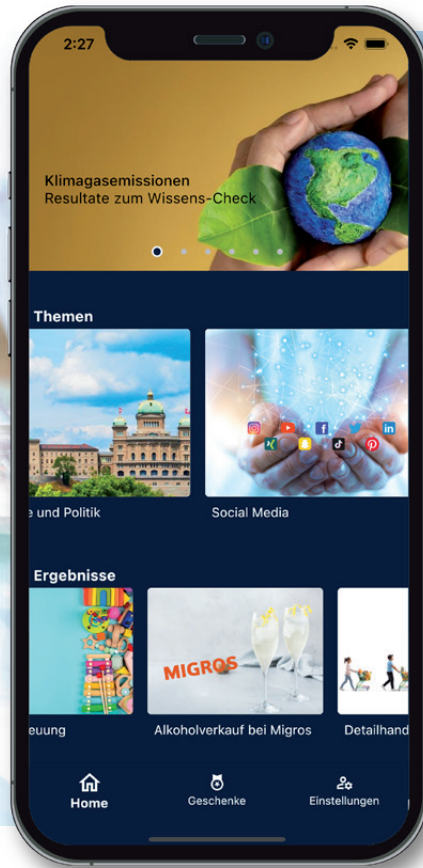 2:27
Klimagasemissionen
Resultate zum Wissens-Check
Themen
e und Politik
Social Media
Ergebnisse
MIGROS
euung
Alkoholverkauf bei Migros
Detailhand
Home
Geschenke
Einstellungen